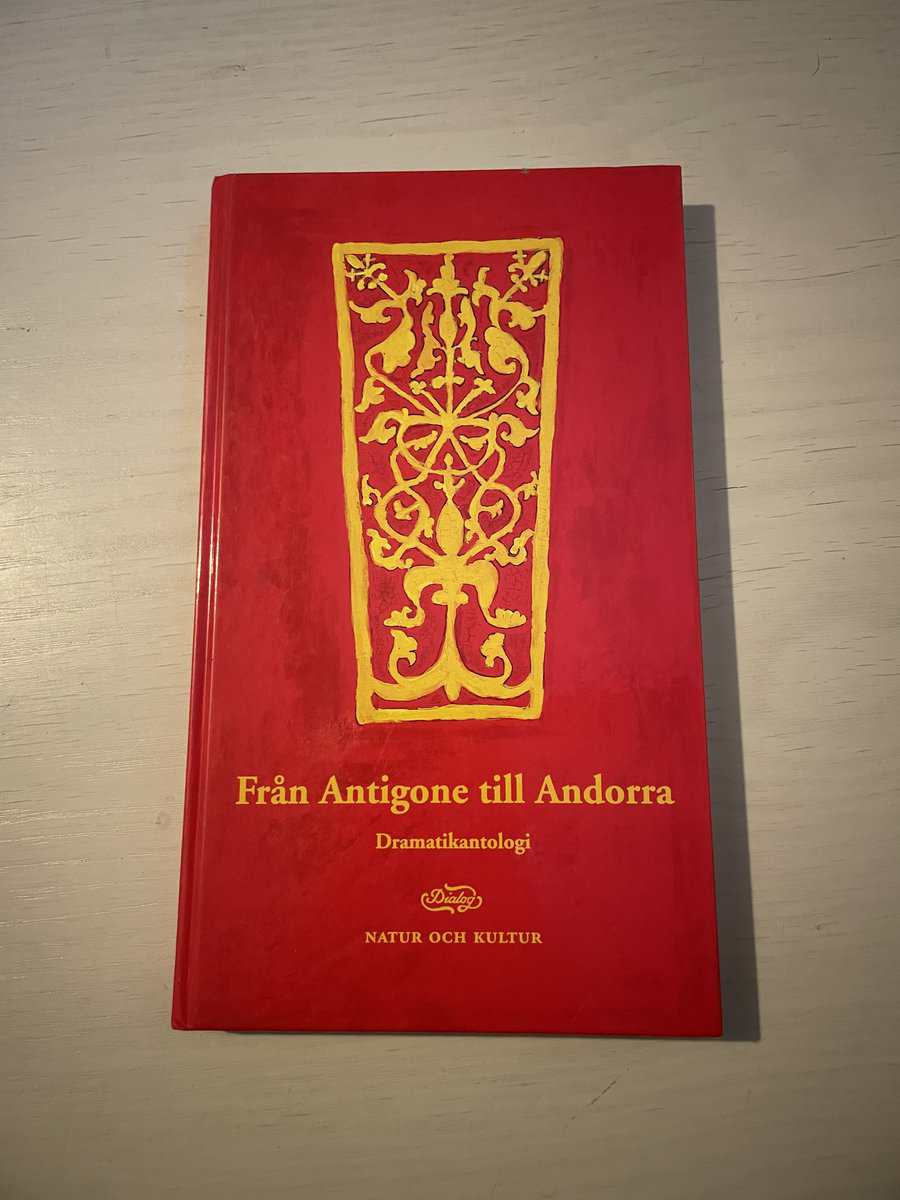 Från Antigone till Andorra
Dramatikantologi
Dialog
NATUR OCH KULTUR